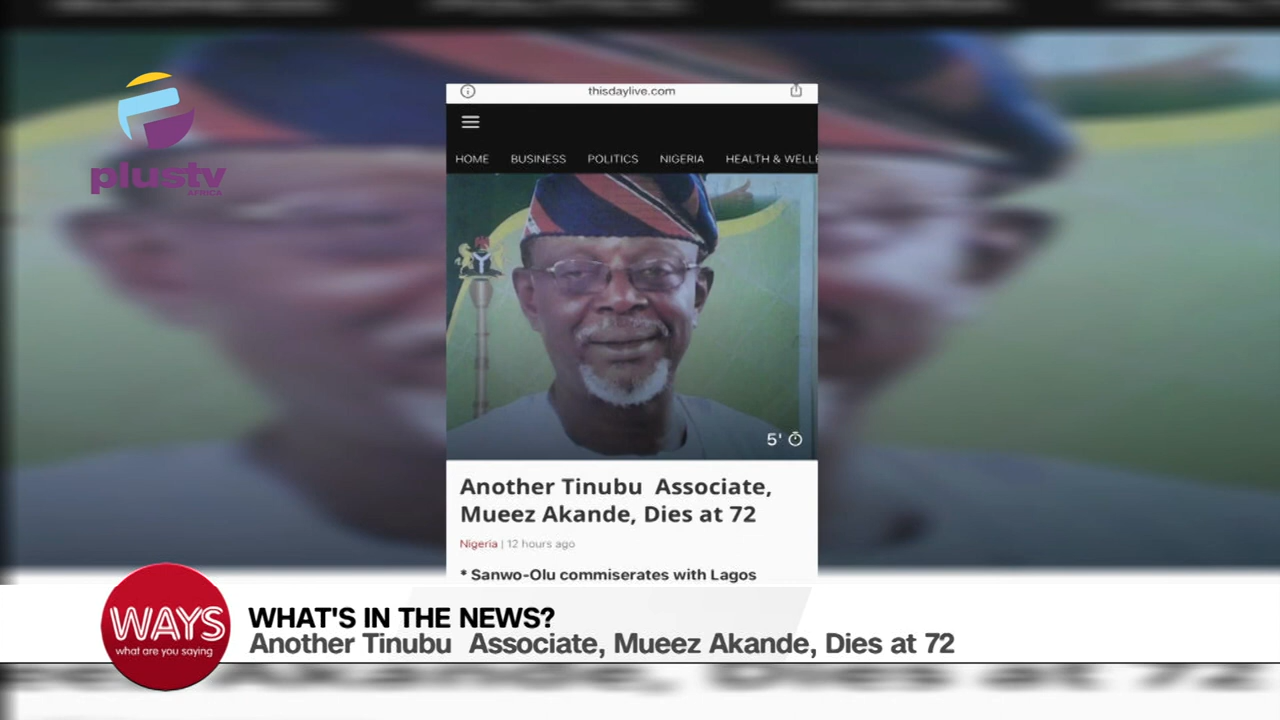 plustv
AFRICA
thisdaylive.com
HOME BUSINESS POLITICS NIGERIA HEALTH & WELLE
5'
Another Tinubu Associate,
Mueez Akande, Dies at 72
Nigeria | 12 hours ago
* Sanwo-Olu commiserates with Lagos
WAYS
what are you saying
WHAT'S IN THE NEWS?
Another Tinubu Associate, Mueez Akande, Dies at 72